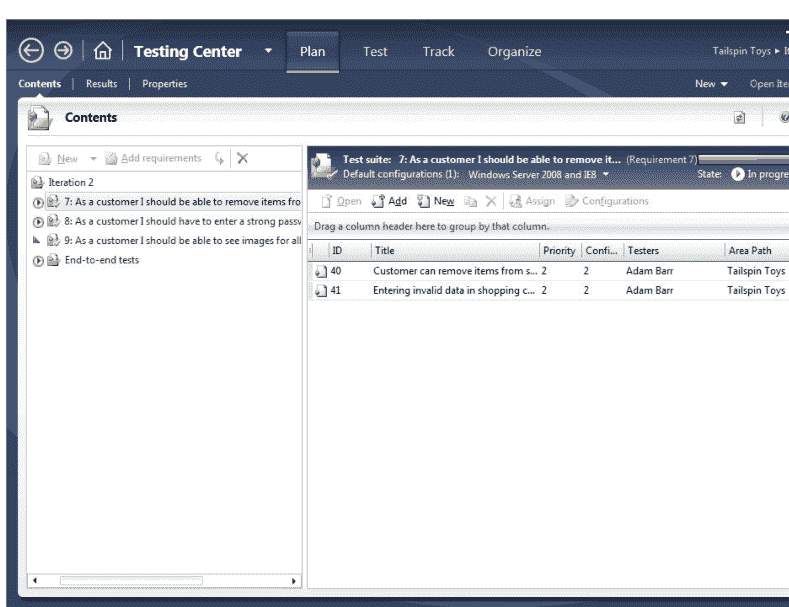 Testing Center Plan Test Track Organize Tailspin Toys
Contents | Results | Properties New Open Ite
Contents
New Add requirements
Iteration 2
7: As a customer I should be able to remove items fro
8: As a customer I should have to enter a strong passw
9: As a customer I should be able to see images for all
End-to-end tests
Test suite: 7: As a customer I should be able to remove it... (Requirement 7)
Default configurations (1): Windows Server 2008 and IE8 State: In progre
Open Add New Assign Configurations
Drag a column header here to group by that column.
ID Title Priority Confi... Testers Area Path
40 Customer can remove items from s... 2 2 Adam Barr Tailspin Toys
41 Entering invalid data in shopping c... 2 2 Adam Barr Tailspin Toys